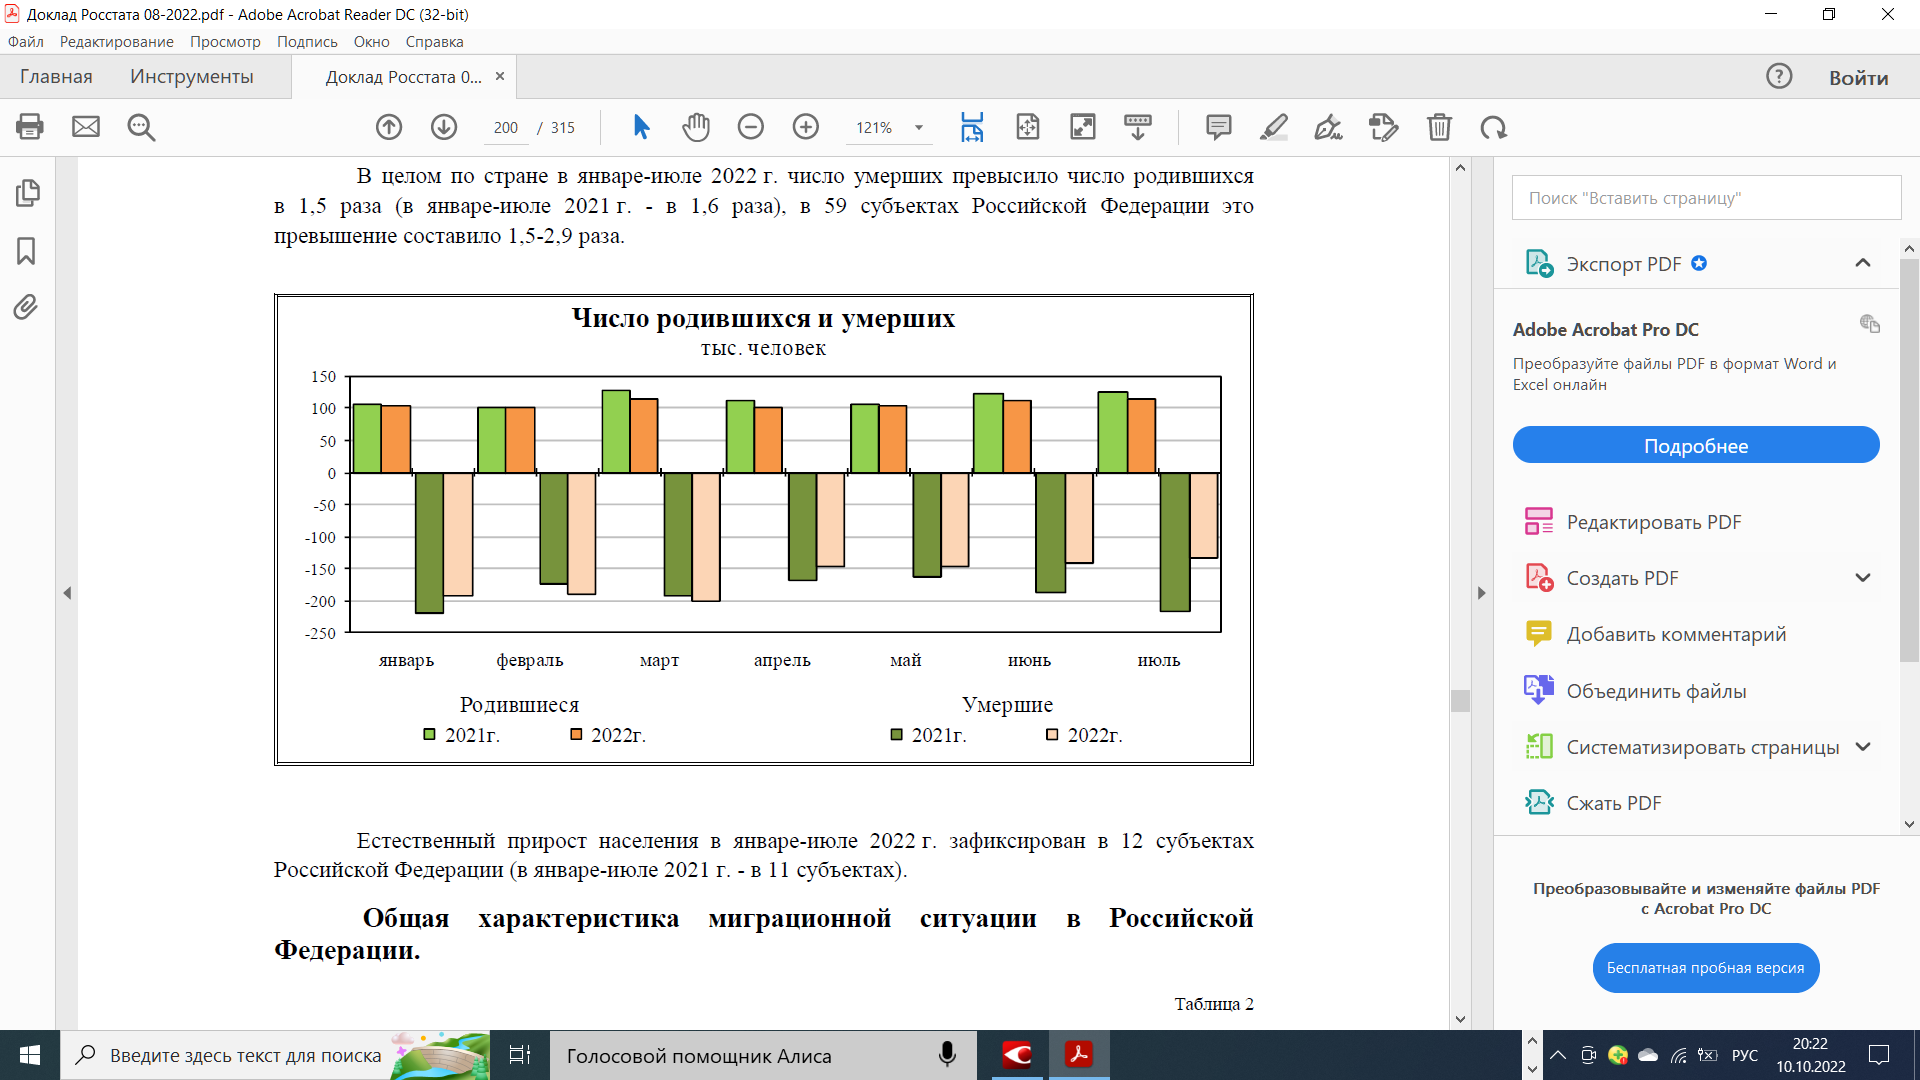 Доклад Росстата 08-2022.pdf - Adobe Acrobat Reader DC (32-bit)
Файл Редактирование Просмотр Подпись Окно Справка
Главная Инструменты Доклад Росстата 0... × ? Войти
200 / 315 121%
В целом по стране в январе-июле 2022 г. число умерших превысило число родившихся
в 1,5 раза (в январе-июле 2021 г. - в 1,6 раза), в 59 субъектах Российской Федерации это
превышение составило 1,5-2,9 раза.
Число родившихся и умерших
тыс. человек
150
100
50
0
-50
-100
-150
-200
-250
январь февраль март апрель май июнь июль
Родившиеся Умершие
2021г. 2022г. 2021г. 2022г.
Естественный прирост населения в январе-июле 2022 г. зафиксирован в 12 субъектах
Российской Федерации (в январе-июле 2021 г. - в 11 субъектах).
Общая характеристика миграционной ситуации в Российской
Федерации.
Таблица 2
Поиск "Вставить страницу"
Экспорт PDF
Adobe Acrobat Pro DC
Преобразуйте файлы PDF в формат Word и
Excel онлайн
Подробнее
Редактировать PDF
Создать PDF
Добавить комментарий
Объединить файлы
Систематизировать страницы
Сжать PDF
Преобразовывайте и изменяйте файлы PDF
с Acrobat Pro DC
Бесплатная пробная версия
Введите здесь текст для поиска
Голосовой помощник Алиса
РУС
20:22
10.10.2022